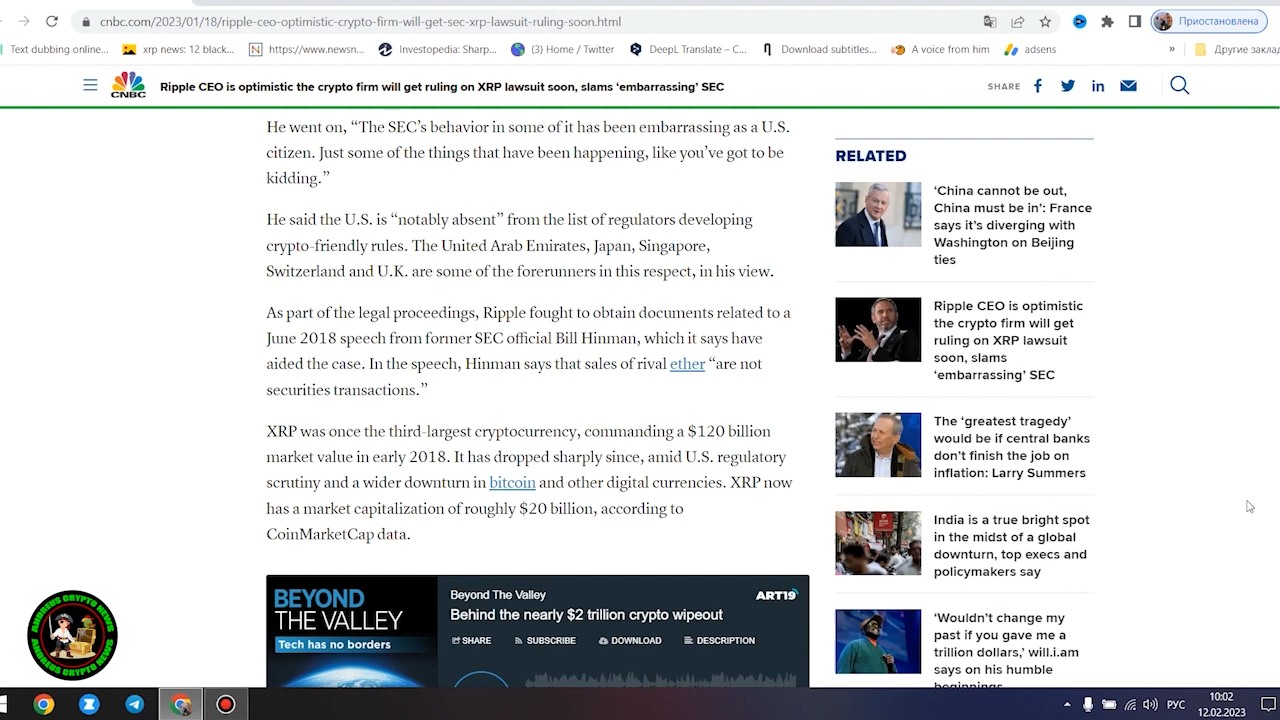 cnbc.com/2023/01/18/ripple-ceo-optimistic-crypto-firm-will-get-sec-xrp-lawsuit-ruling-soon.html
Приостановлена
Text dubbing online...
xrp news: 12 black...
https://www.newsn...
Investopedia: Sharp...
(3) Home / Twitter
DeepL Translate – C...
Download subtitles...
A voice from him
adsens
»
Другие заклад
CNBC
Ripple CEO is optimistic the crypto firm will get ruling on XRP lawsuit soon, slams ‘embarrassing’ SEC
SHARE
He went on, “The SEC’s behavior in some of it has been embarrassing as a U.S.
citizen. Just some of the things that have been happening, like you’ve got to be
kidding.”
He said the U.S. is “notably absent” from the list of regulators developing
crypto-friendly rules. The United Arab Emirates, Japan, Singapore,
Switzerland and U.K. are some of the forerunners in this respect, in his view.
As part of the legal proceedings, Ripple fought to obtain documents related to a
June 2018 speech from former SEC official Bill Hinman, which it says have
aided the case. In the speech, Hinman says that sales of rival ether “are not
securities transactions.”
XRP was once the third-largest cryptocurrency, commanding a $120 billion
market value in early 2018. It has dropped sharply since, amid U.S. regulatory
scrutiny and a wider downturn in bitcoin and other digital currencies. XRP now
has a market capitalization of roughly $20 billion, according to
CoinMarketCap data.
BEYOND
THE VALLEY
Tech has no borders
Beyond The Valley
Behind the nearly $2 trillion crypto wipeout
ART19
SHARE
SUBSCRIBE
DOWNLOAD
DESCRIPTION
RELATED
‘China cannot be out,
China must be in’: France
says it’s diverging with
Washington on Beijing
ties
Ripple CEO is optimistic
the crypto firm will get
ruling on XRP lawsuit
soon, slams
‘embarrassing’ SEC
The ‘greatest tragedy’
would be if central banks
don’t finish the job on
inflation: Larry Summers
India is a true bright spot
in the midst of a global
downturn, top execs and
policymakers say
‘Wouldn’t change my
past if you gave me a
trillion dollars,’ will.i.am
says on his humble
beginnings
ANDREUS CRYPTO NEWS
ANDREUS CRYPTO NEWS
РУС
10:02
12.02.2023